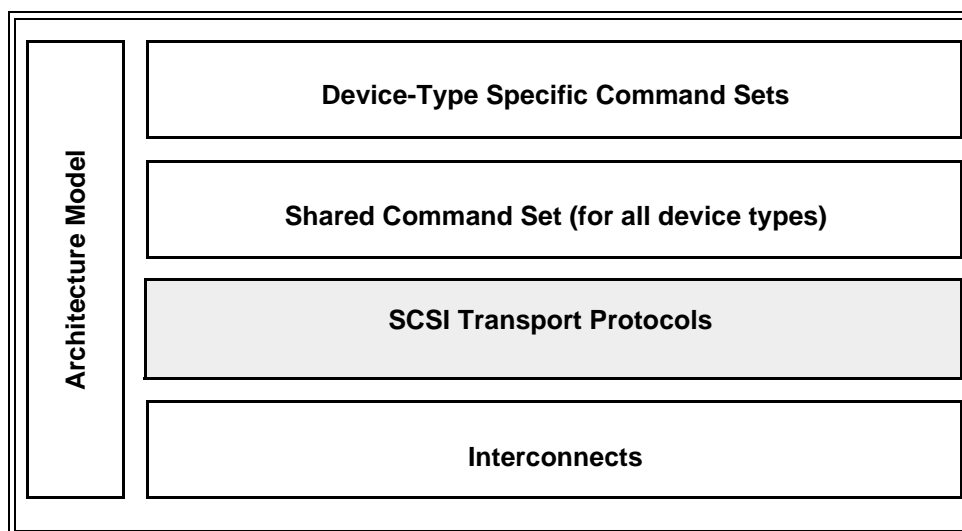 Architecture Model
Device-Type Specific Command Sets
Shared Command Set (for all device types)
SCSI Transport Protocols
Interconnects